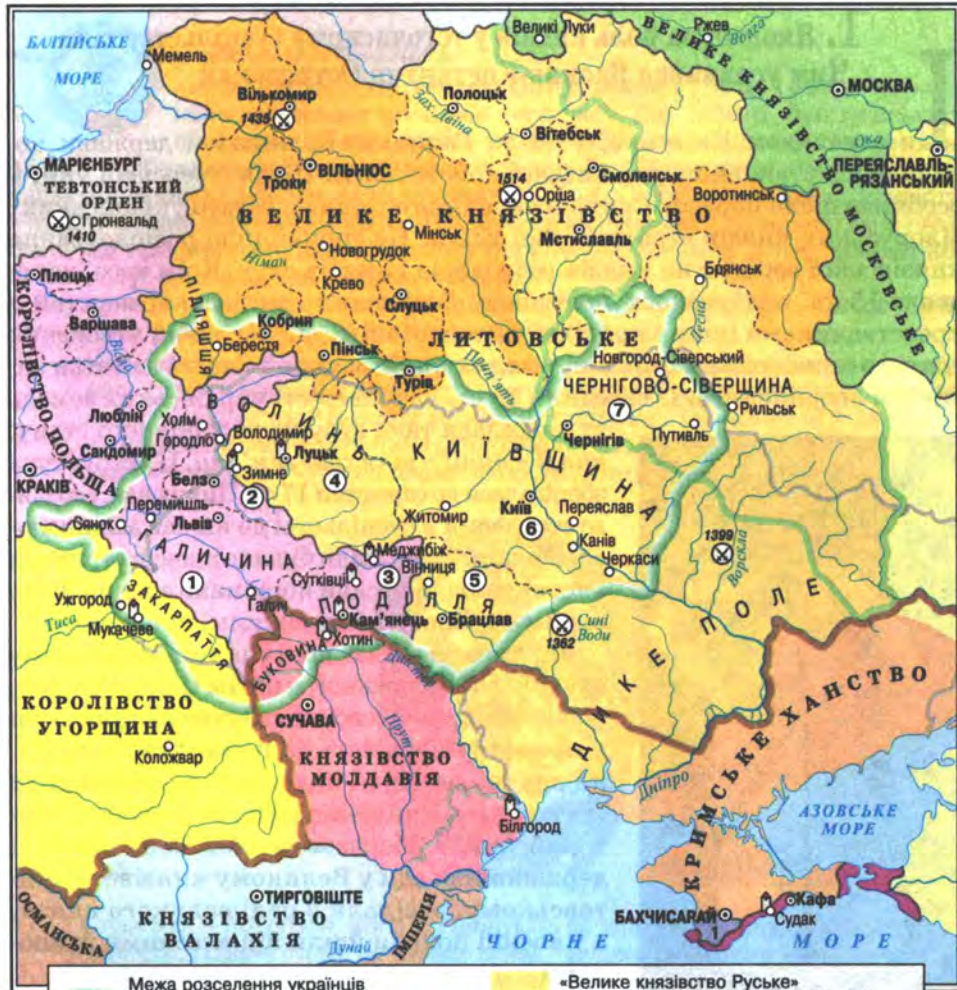 БАЛТІЙСЬКЕ
МОРЕ
Мемель
Великі Луки
Ржев
Волга
ВЕЛИКЕ КНЯЗІВСТВО
МОСКОВСЬКЕ
МОСКВА
Ока
ПЕРЕЯСЛАВЛЬ-
РЯЗАНСЬКИЙ
Вількомир
1435
Зах. Двіна
Полоцьк
Вітебськ
МАРІЄНБУРГ
ТЕВТОНСЬКИЙ
ОРДЕН
Грюнвальд
1410
Троки
ВІЛЬНЮС
1514
Орша
Смоленськ
Воротинськ
ВЕЛИКЕ КНЯЗІВСТВО
ЛИТОВСЬКЕ
Мінськ
Мстиславль
Новогрудок
Німан
Крево
Слуцьк
Брянськ
Десна
Плоцьк
КОРОЛІВСТВО ПОЛЬЩА
Варшава
Вісла
ПІДЛЯШШЯ
Кобрин
Берестя
Пінськ
Прип'ять
Турів
Новгород-Сіверський
ЧЕРНІГОВО-СІВЕРЩИНА
7
Рильськ
Путивль
Чернігів
Люблін
Холм
Городло
ВОЛИНЬ
Володимир
Луцьк
Зимне
Сандомир
КРАКІВ
Белз
2
4
КИЇВЩИНА
Київ
6
Переяслав
Канів
Житомир
Черкаси
1399
Ворскла
Перемишль
Сянок
Львів
ГАЛИЧИНА
1
Галич
Меджибіж
Сутківці
3
Вінниця
5
ПОДІЛЛЯ
Кам'янець
Брацлав
1362
Сині
Води
ДИКЕ ПОЛЕ
ЗАКАРПАТТЯ
Ужгород
Тиса
Мукачеве
БУКОВИНА
Хотин
Дністер
КОРОЛІВСТВО
УГОРЩИНА
Коложвар
СУЧАВА
Прут
КНЯЗІВСТВО
МОЛДАВІЯ
Білгород
Дніпро
КРИМСЬКЕ ХАНСТВО
АЗОВСЬКЕ
МОРЕ
ОСМАНСЬКА
ІМПЕРІЯ
ТИРГОВІШТЕ
КНЯЗІВСТВО
ВАЛАХІЯ
Дунай
БАХЧИСАРАЙ
1
Кафа
Судак
ЧОРНЕ МОРЕ
Межа розселення українців
«Велике князівство Руське»